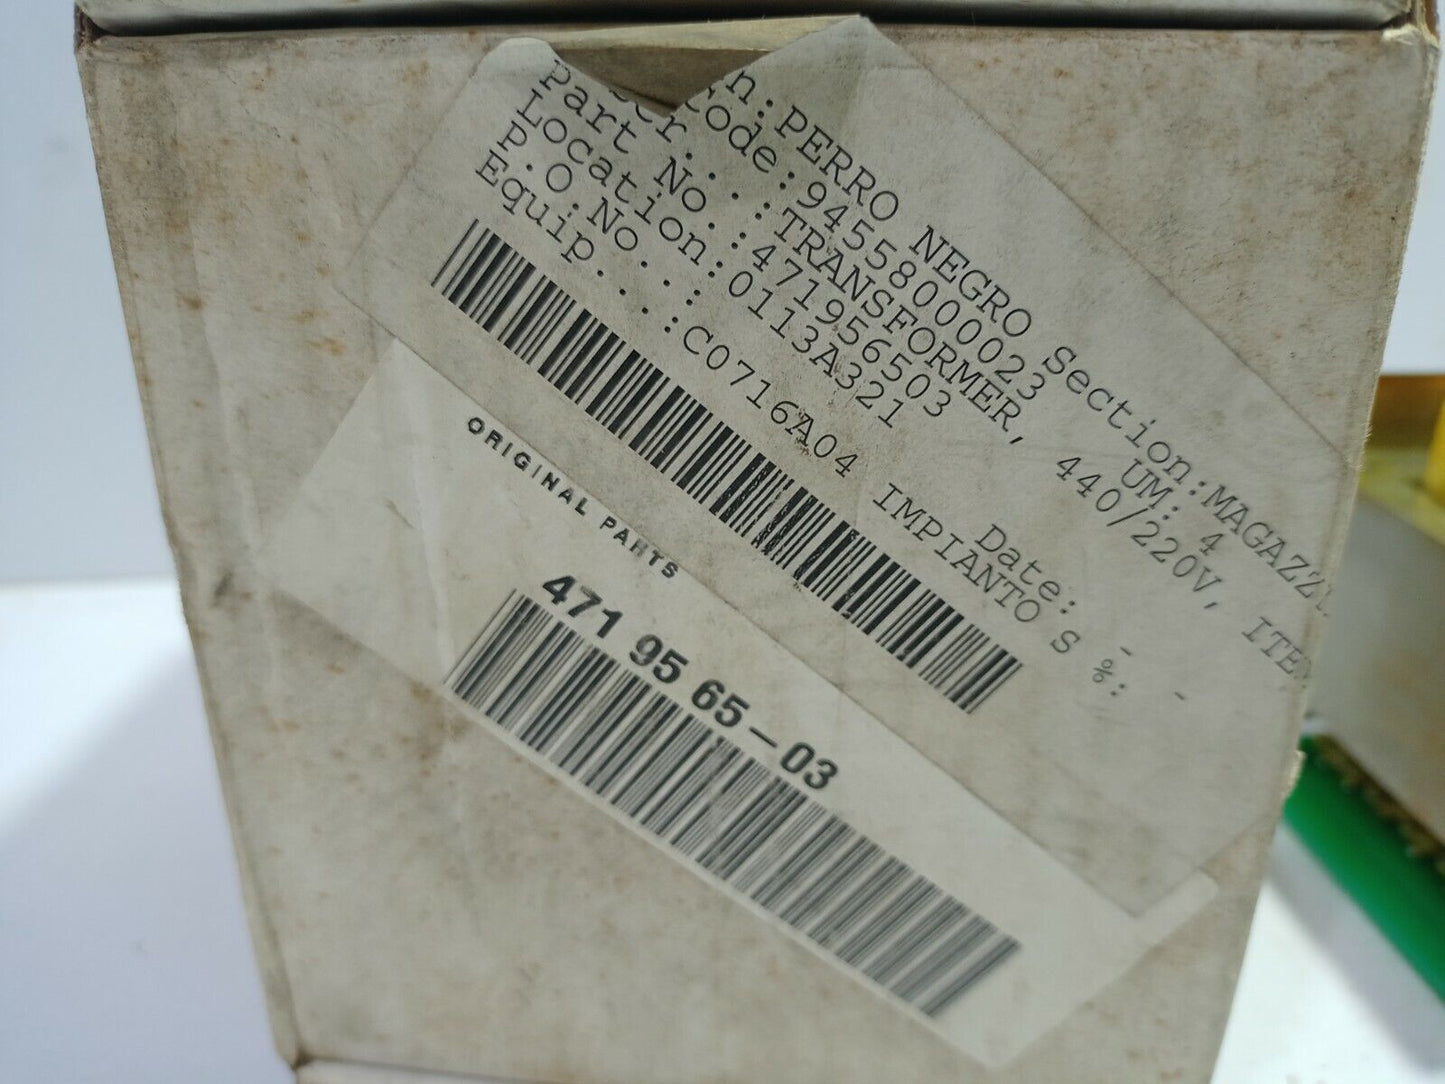 n:PERRO NEGRO Section:MAGAZZ
Code:9455800023 UM: 4
:TRANSFORMER, 440/220V, ITE
Part No.:471956503
Location:0113A321
P.O.No..: Date: - -
Equip...:C0716A04 IMPIANTO S %:
ORIGINAL PARTS
471 95 65-03